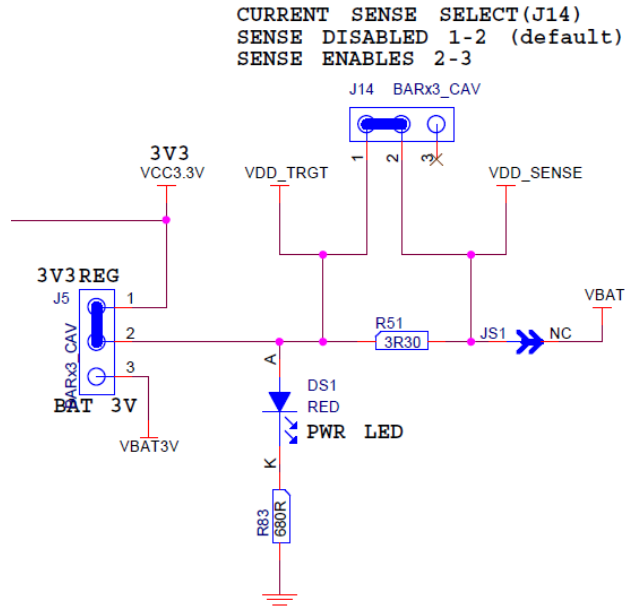 CURRENT SENSE SELECT(J14)
SENSE DISABLED 1-2 (default)
SENSE ENABLES 2-3
J14 BARx3_CAV
1 2 3
3V3
VCC3.3V
VDD_TRGT
VDD_SENSE
3V3REG
J5
1
2
3
BARx3_CAV
BAT 3V
VBAT3V
R51
3R30
JS1
NC
VBAT
A
DS1
RED
PWR LED
K
R83
680R